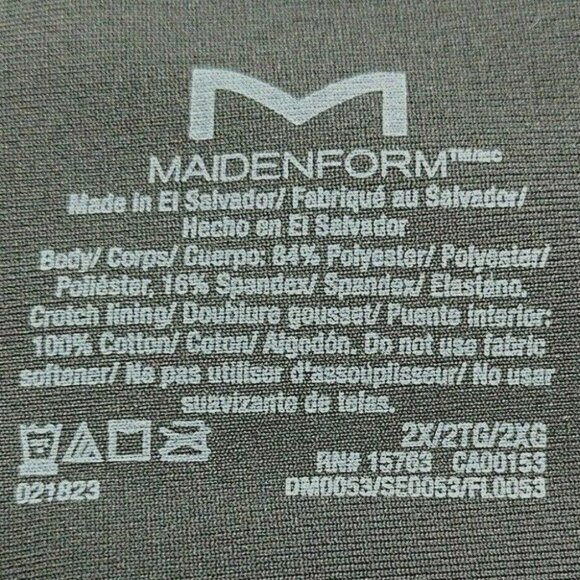 MAIDENFORM™/MC
Made in El Salvador/ Fabriqué au Salvador/
Hecho en El Salvador
Body/ Corps/ Cuerpo: 84% Polyester/ Polyester/
Poliéster, 16% Spandex/ Spandex/ Elastano.
Crotch lining/ Doublure gousset/ Puente interior:
100% Cotton/ Coton/ Algodón. Do not use fabric
softener/ Ne pas utiliser d'assouplisseur/ No usar
suavizante de telas.
2X/2TG/2XG
RN# 15763 CA00153
021823
DM0053/SE0053/FL0053